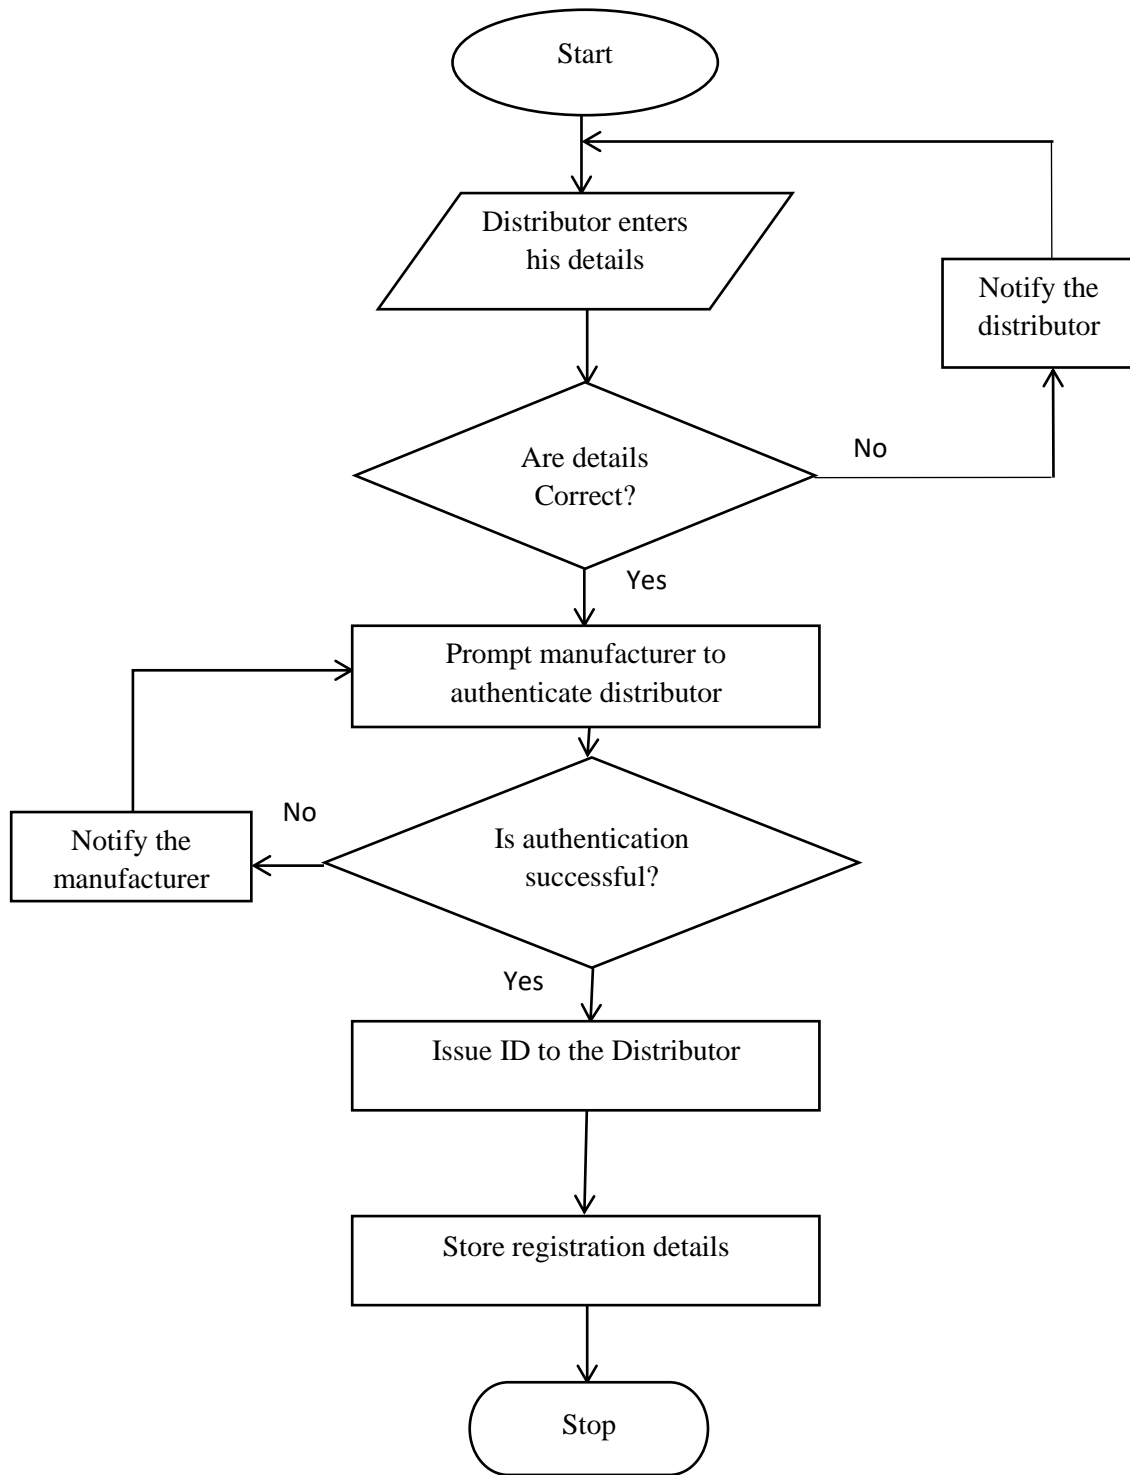 Start
Distributor enters
his details
Notify the
distributor
Are details
Correct?
No
Yes
Prompt manufacturer to
authenticate distributor
No
Notify the
manufacturer
Is authentication
successful?
Yes
Issue ID to the Distributor
Store registration details
Stop